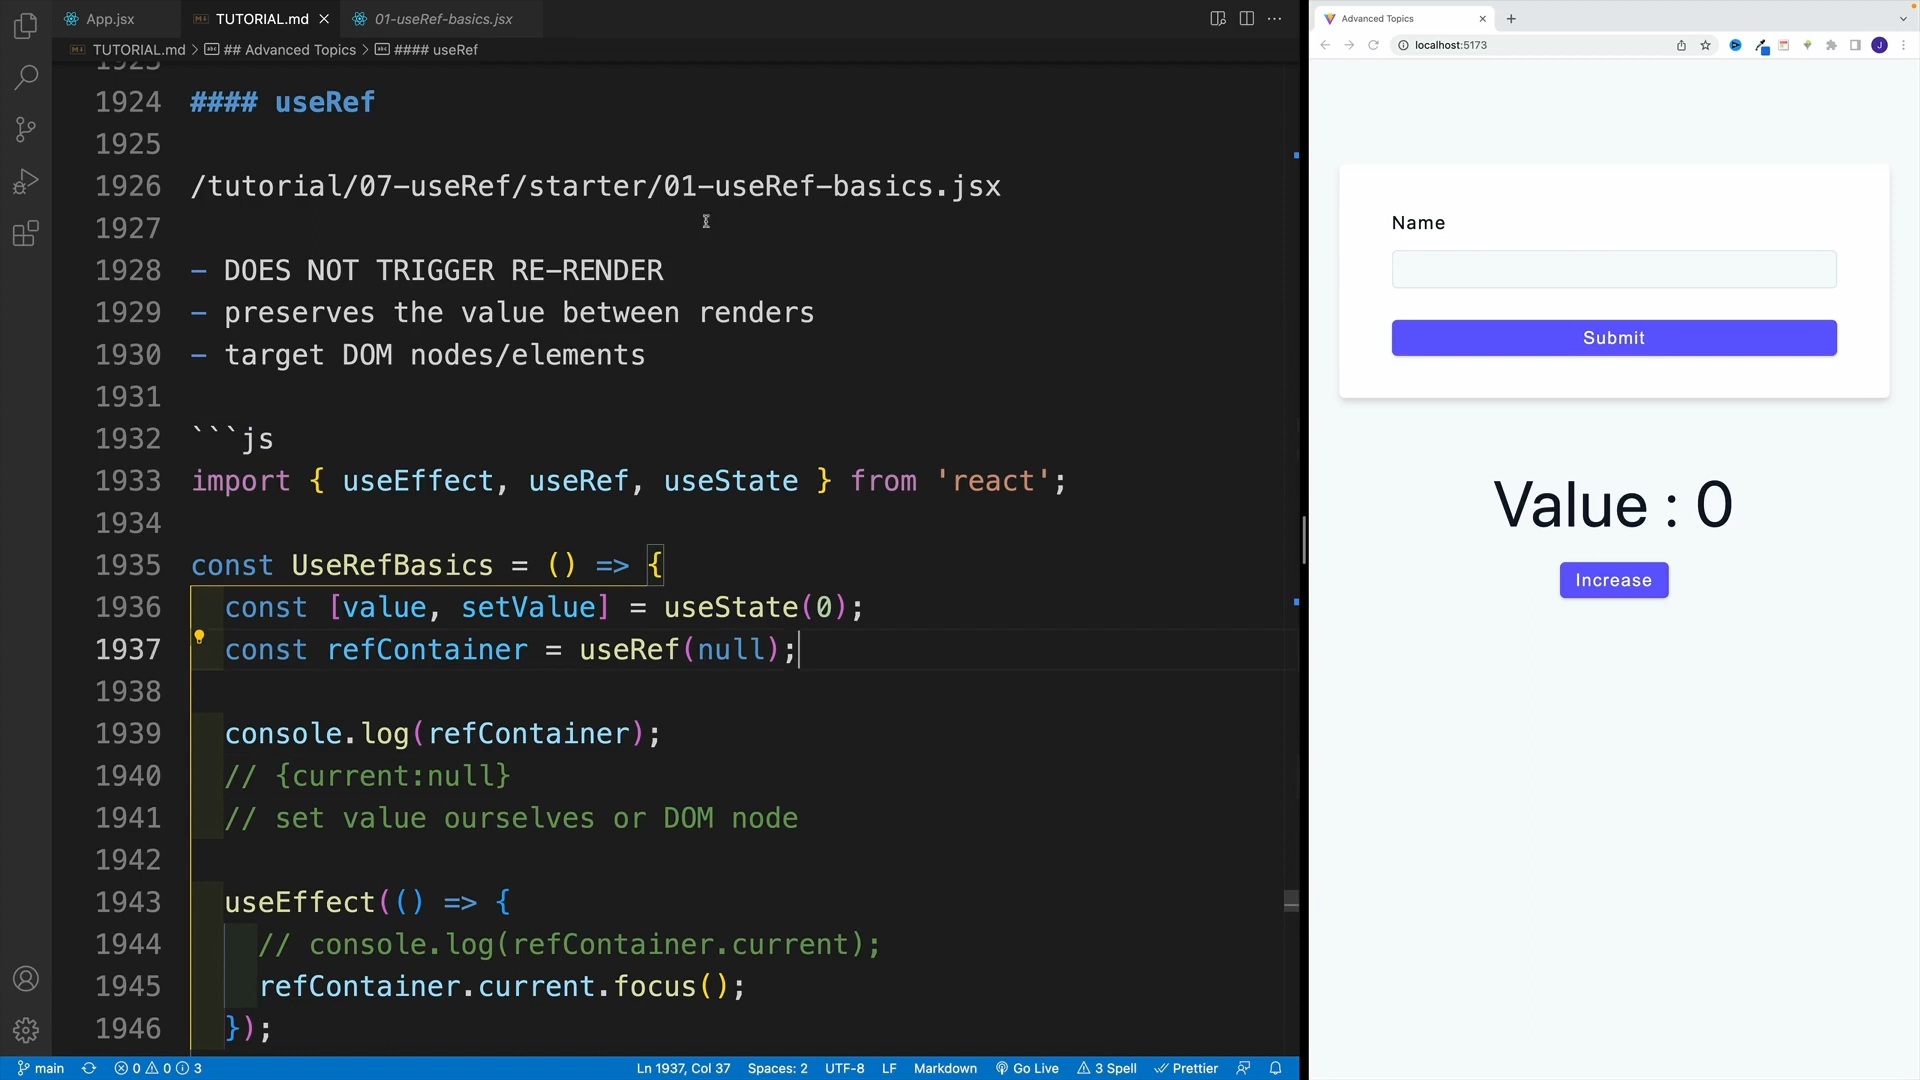 App.jsx
TUTORIAL.md
01-useRef-basics.jsx
TUTORIAL.md > ## Advanced Topics > #### useRef
1923
1924 #### useRef
1925
1926 /tutorial/07-useRef/starter/01-useRef-basics.jsx
1927
1928 - DOES NOT TRIGGER RE-RENDER
1929 - preserves the value between renders
1930 - target DOM nodes/elements
1931
1932 ```js
1933 import { useEffect, useRef, useState } from 'react';
1934
1935 const UseRefBasics = () => {
1936 const [value, setValue] = useState(0);
1937 const refContainer = useRef(null);
1938
1939 console.log(refContainer);
1940 // {current:null}
1941 // set value ourselves or DOM node
1942
1943 useEffect(() => {
1944 // console.log(refContainer.current);
1945 refContainer.current.focus();
1946 });
main 0 0 3 Ln 1937, Col 37 Spaces: 2 UTF-8 LF Markdown Go Live 3 Spell Prettier
Advanced Topics
localhost:5173
J
Name
Submit
Value : 0
Increase